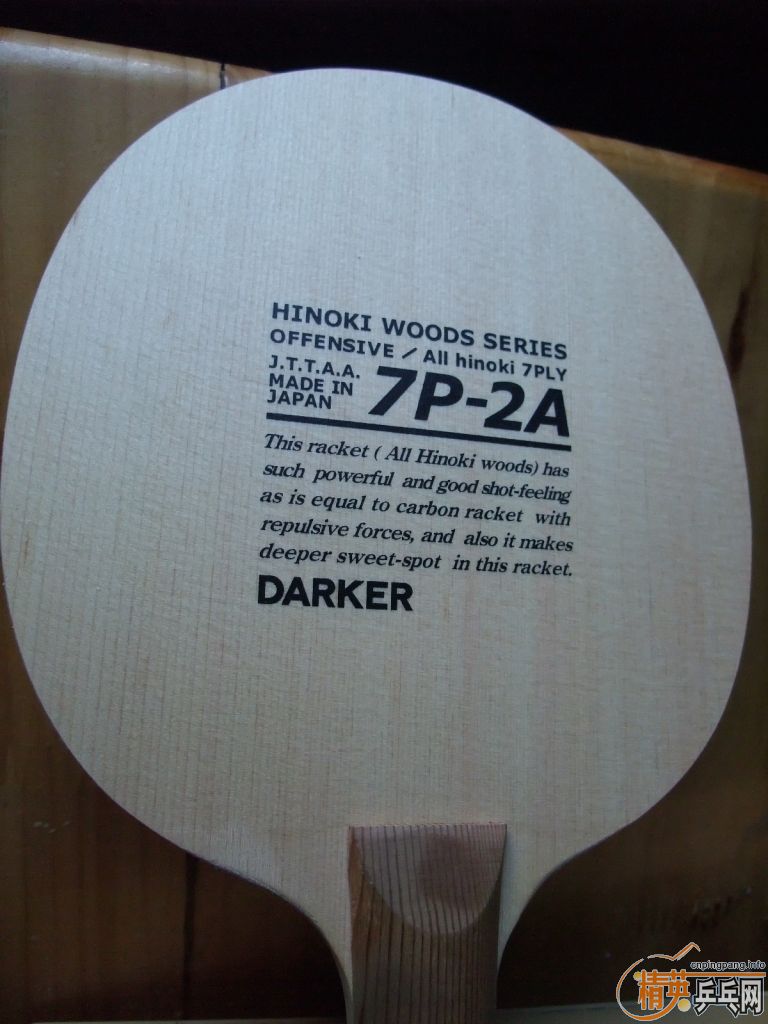 HINOKI WOODS SERIES
OFFENSIVE / All hinoki 7PLY
J.T.T.A.A.
MADE IN
JAPAN
7P-2A
This racket ( All Hinoki woods) has
such powerful and good shot-feeling
as is equal to carbon racket with
repulsive forces, and also it makes
deeper sweet-spot in this racket.
DARKER
cnpingpang.info
精英乒乓网